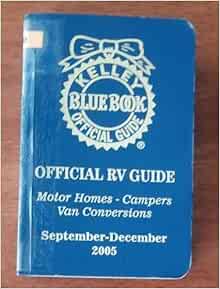 KELLEY
BLUE BOOK
OFFICIAL GUIDE
®
OFFICIAL RV GUIDE
Motor Homes - Campers
Van Conversions
September-December
2005